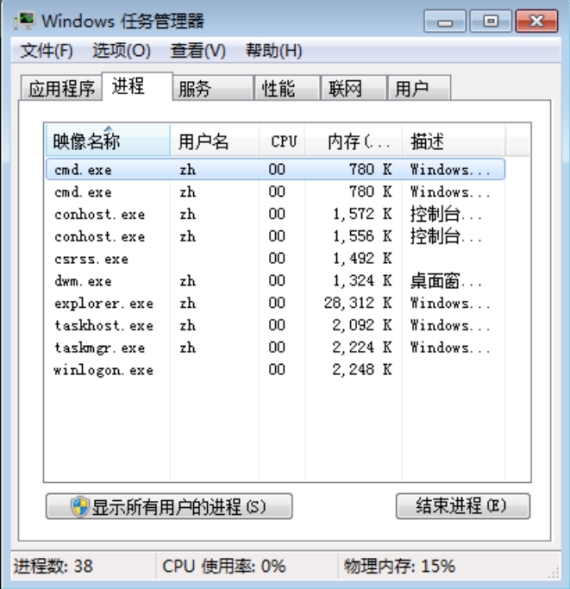 Windows 任务管理器
文件(F) 选项(O) 查看(V) 帮助(H)
应用程序 进程 服务 性能 联网 用户
映像名称 用户名 CPU 内存(... 描述
cmd.exe zh 00 780 K Windows...
cmd.exe zh 00 780 K Windows...
conhost.exe zh 00 1,572 K 控制台...
conhost.exe zh 00 1,556 K 控制台...
csrss.exe 00 1,492 K
dwm.exe zh 00 1,324 K 桌面窗...
explorer.exe zh 00 28,312 K Windows...
taskhost.exe zh 00 2,092 K Windows...
taskmgr.exe zh 00 2,224 K Windows...
winlogon.exe 00 2,248 K
显示所有用户的进程(S) 结束进程(E)
进程数: 38 CPU 使用率: 0% 物理内存: 15%